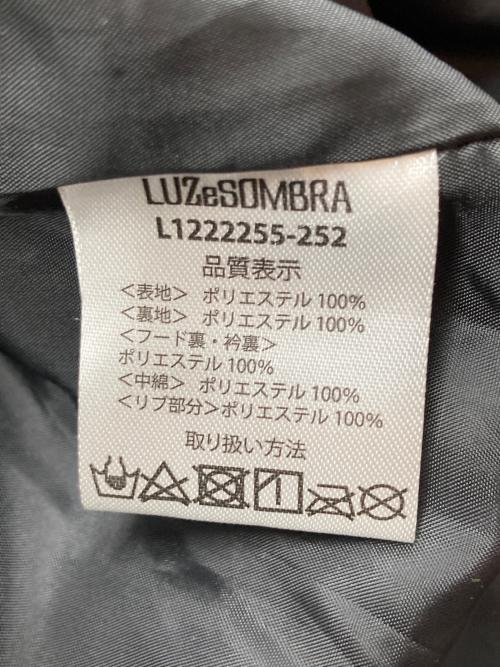 LUZeSOMBRA
L1222255-252
品質表示
＜表地＞ ポリエステル 100%
＜裏地＞ ポリエステル 100%
＜フード裏・衿裏＞
ポリエステル 100%
＜中綿＞ ポリエステル 100%
＜リブ部分＞ポリエステル 100%
取り扱い方法